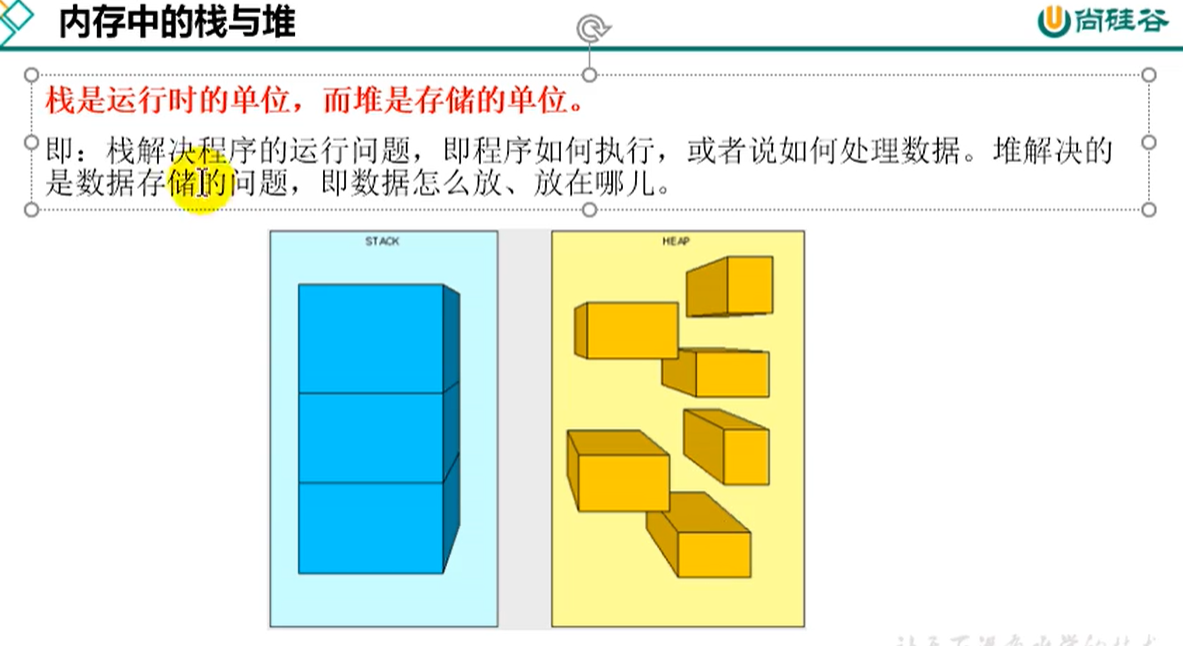 内存中的栈与堆
尚硅谷
栈是运行时的单位，而堆是存储的单位。
即：栈解决程序的运行问题，即程序如何执行，或者说如何处理数据。堆解决的
是数据存储的问题，即数据怎么放、放在哪儿。
STACK
HEAP